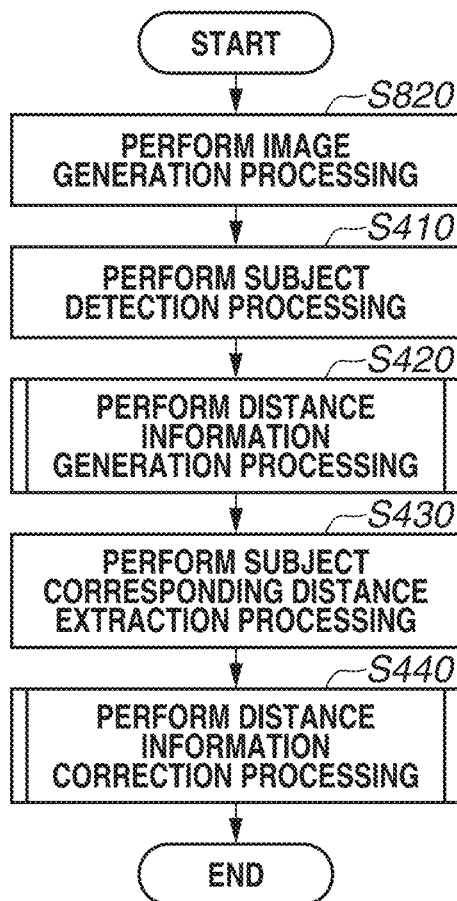 START
S820
PERFORM IMAGE
GENERATION PROCESSING
S410
PERFORM SUBJECT
DETECTION PROCESSING
S420
PERFORM DISTANCE
INFORMATION
GENERATION PROCESSING
S430
PERFORM SUBJECT
CORRESPONDING DISTANCE
EXTRACTION PROCESSING
S440
PERFORM DISTANCE
INFORMATION
CORRECTION PROCESSING
END